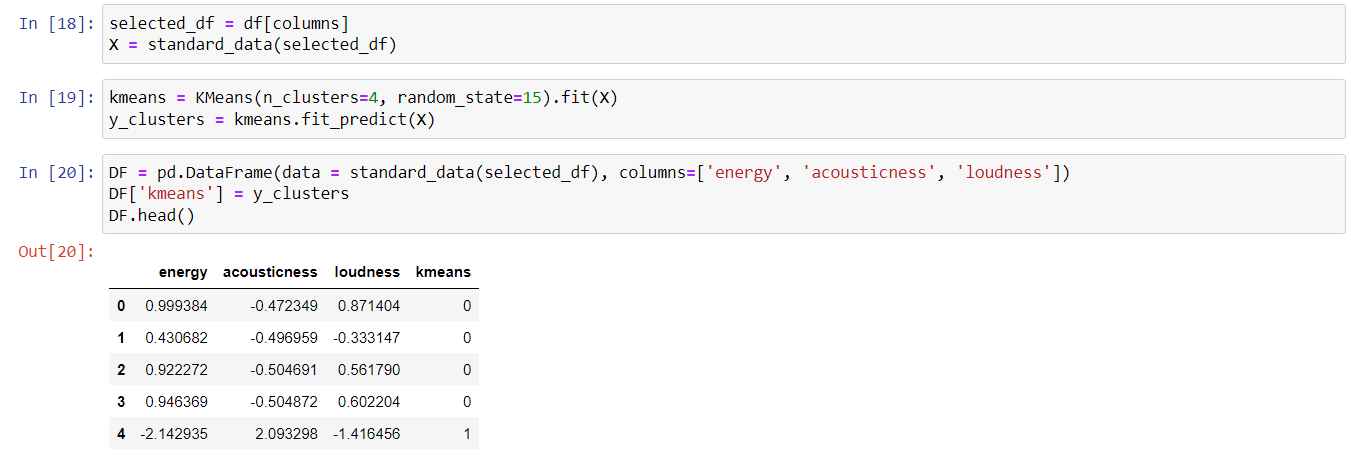 In [18]: selected_df = df[columns]
X = standard_data(selected_df)
In [19]: kmeans = KMeans(n_clusters=4, random_state=15).fit(X)
y_clusters = kmeans.fit_predict(X)
In [20]: DF = pd.DataFrame(data = standard_data(selected_df), columns=['energy', 'acousticness', 'loudness'])
DF['kmeans'] = y_clusters
DF.head()
Out[20]:
energy acousticness loudness kmeans
0 0.999384 -0.472349 0.871404 0
1 0.430682 -0.496959 -0.333147 0
2 0.922272 -0.504691 0.561790 0
3 0.946369 -0.504872 0.602204 0
4 -2.142935 2.093298 -1.416456 1